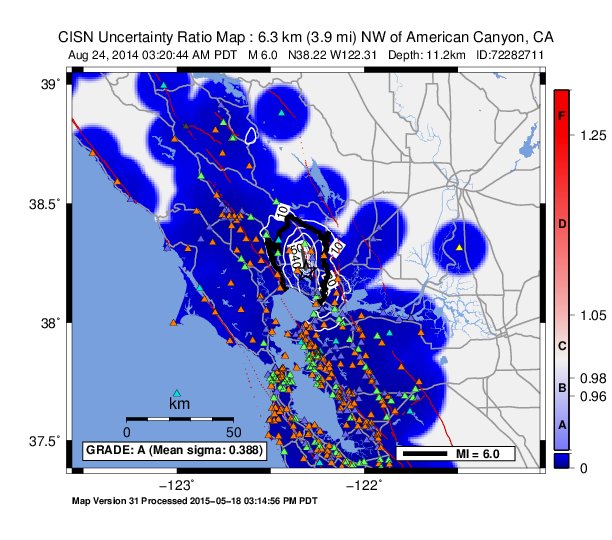 CISN Uncertainty Ratio Map : 6.3 km (3.9 mi) NW of American Canyon, CA
Aug 24, 2014 03:20:44 AM PDT M 6.0 N38.22 W122.31 Depth: 11.2km ID:72282711
39°
38.5°
38°
37.5°
−123°
−122°
10
10
km
0 50
GRADE: A (Mean sigma: 0.388)
MI = 6.0
F
1.25
D
1.05
C
0.98
B
0.96
A
0
Map Version 31 Processed 2015−05−18 03:14:56 PM PDT